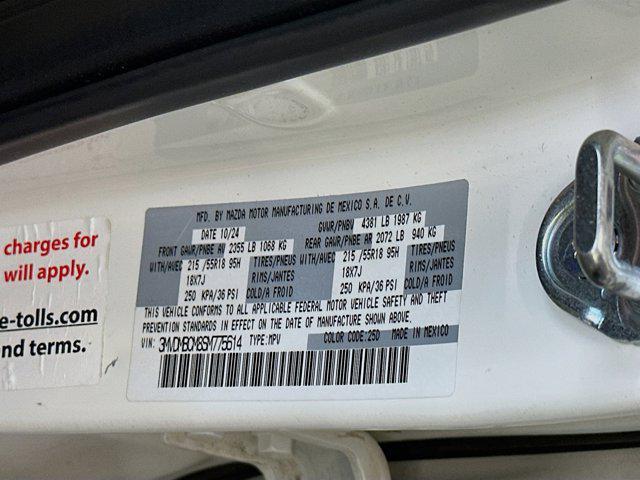 MFD. BY MAZDA MOTOR MANUFACTURING DE MEXICO S.A. DE C.V.
DATE 10/24 GVWR/PNBV 4381 LB 1987 KG
FRONT GAWR/PNBE AV 2355 LB 1068 KG REAR GAWR/PNBE AR 2072 LB 940 KG
WITH/AVEC 215 /55R18 95H TIRES/PNEUS WITH/AVEC 215 /55R18 95H TIRES/PNEUS
18X7J RIMS/JANTES 18X7J RIMS/JANTES
250 KPA/36 PSI COLD/A FROID 250 KPA/36 PSI COLD/A FROID
THIS VEHICLE CONFORMS TO ALL APPLICABLE FEDERAL MOTOR VEHICLE SAFETY AND THEFT
PREVENTION STANDARDS IN EFFECT ON THE DATE OF MANUFACTURE SHOWN ABOVE.
VIN: TYPE:MPV COLOR CODE:25D MADE IN MEXICO
charges for
will apply.
e-tolls.com
nd terms.